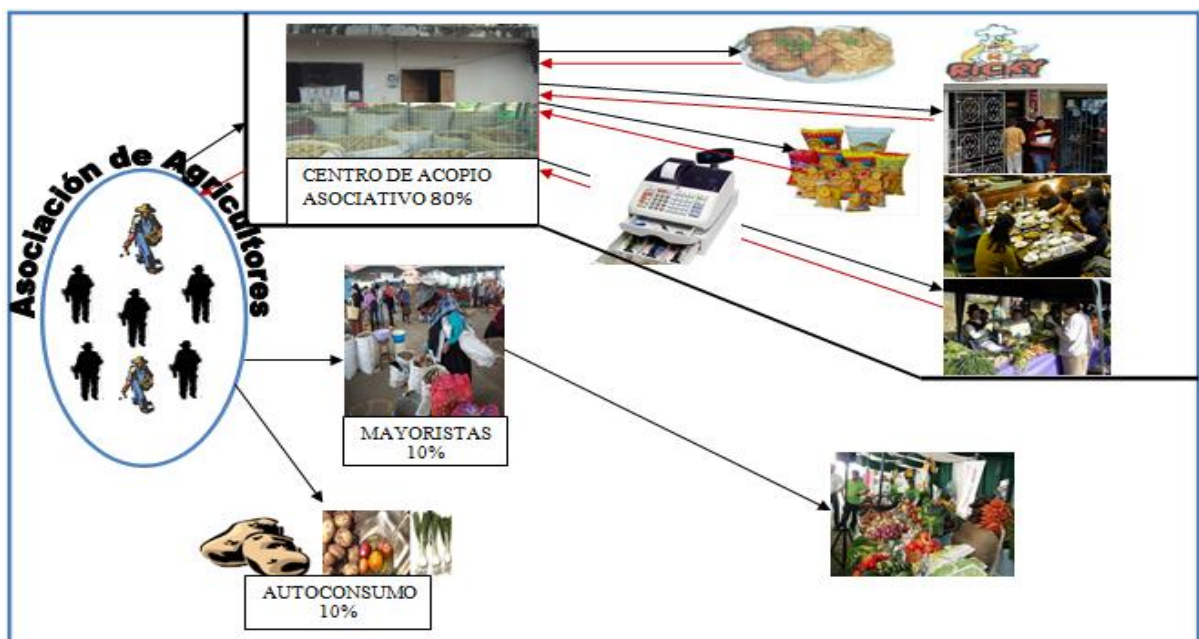 Asociación de Agricultores
RICKY
CENTRO DE ACOPIO
ASOCIATIVO 80%
MAYORISTAS
10%
AUTOCONSUMO
10%